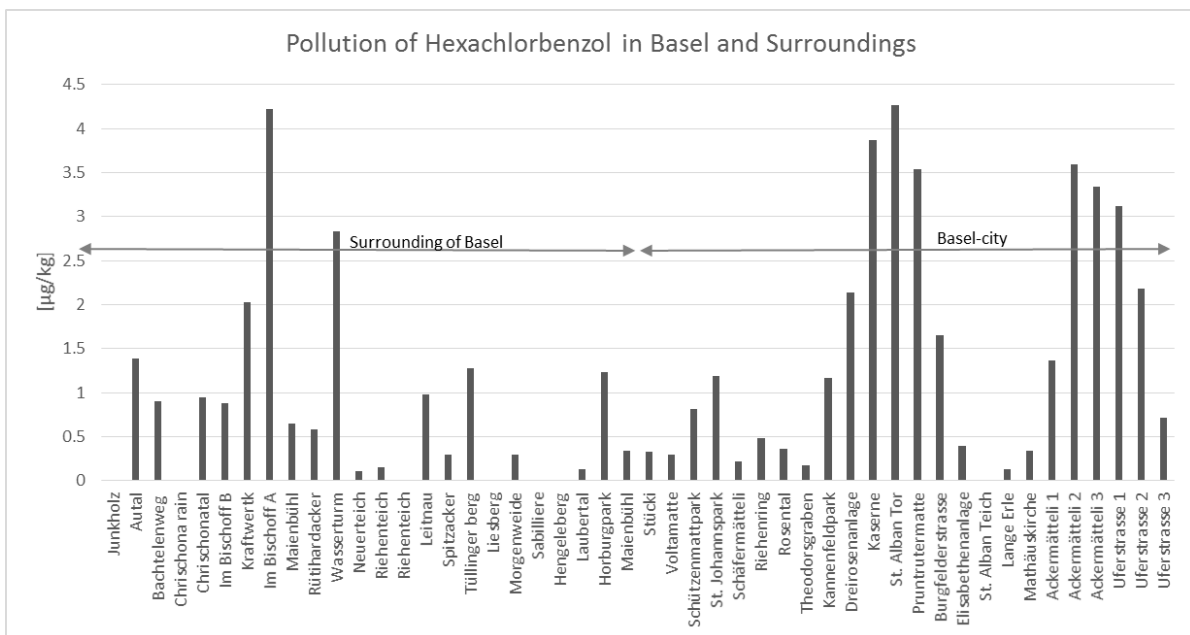 Pollution of Hexachlorbenzol in Basel and Surroundings
4.5
4
3.5
3
2.5
2
1.5
1
0.5
0
[µg/kg]
Surrounding of Basel
Basel-city
Junkholz
Autal
Bachtelenweg
Chrischona rain
Chrischonatal
Im Bischoff B
Kraftwertk
Im Bischoff A
Maienbühl
Rütihardacker
Wasserturm
Neuerteich
Riehenteich
Riehenteich
Leitnau
Spitzacker
Tüllinger berg
Liesberg
Morgenweide
Sabilliere
Hengeleberg
Laubertal
Horburgpark
Maienbühl
Stücki
Voltamatte
Schützenmattpark
St. Johannspark
Schäfermätteli
Riehenring
Rosental
Theodorsgraben
Kannenfeldpark
Dreirosenanlage
Kaserne
St. Alban Tor
Pruntrutermatte
Burgfelderstrasse
Elisabethenanlage
St. Alban Teich
Lange Erle
Mathäuskirche
Ackermätteli 1
Ackermätteli 2
Ackermätteli 3
Uferstrasse 1
Uferstrasse 2
Uferstrasse 3